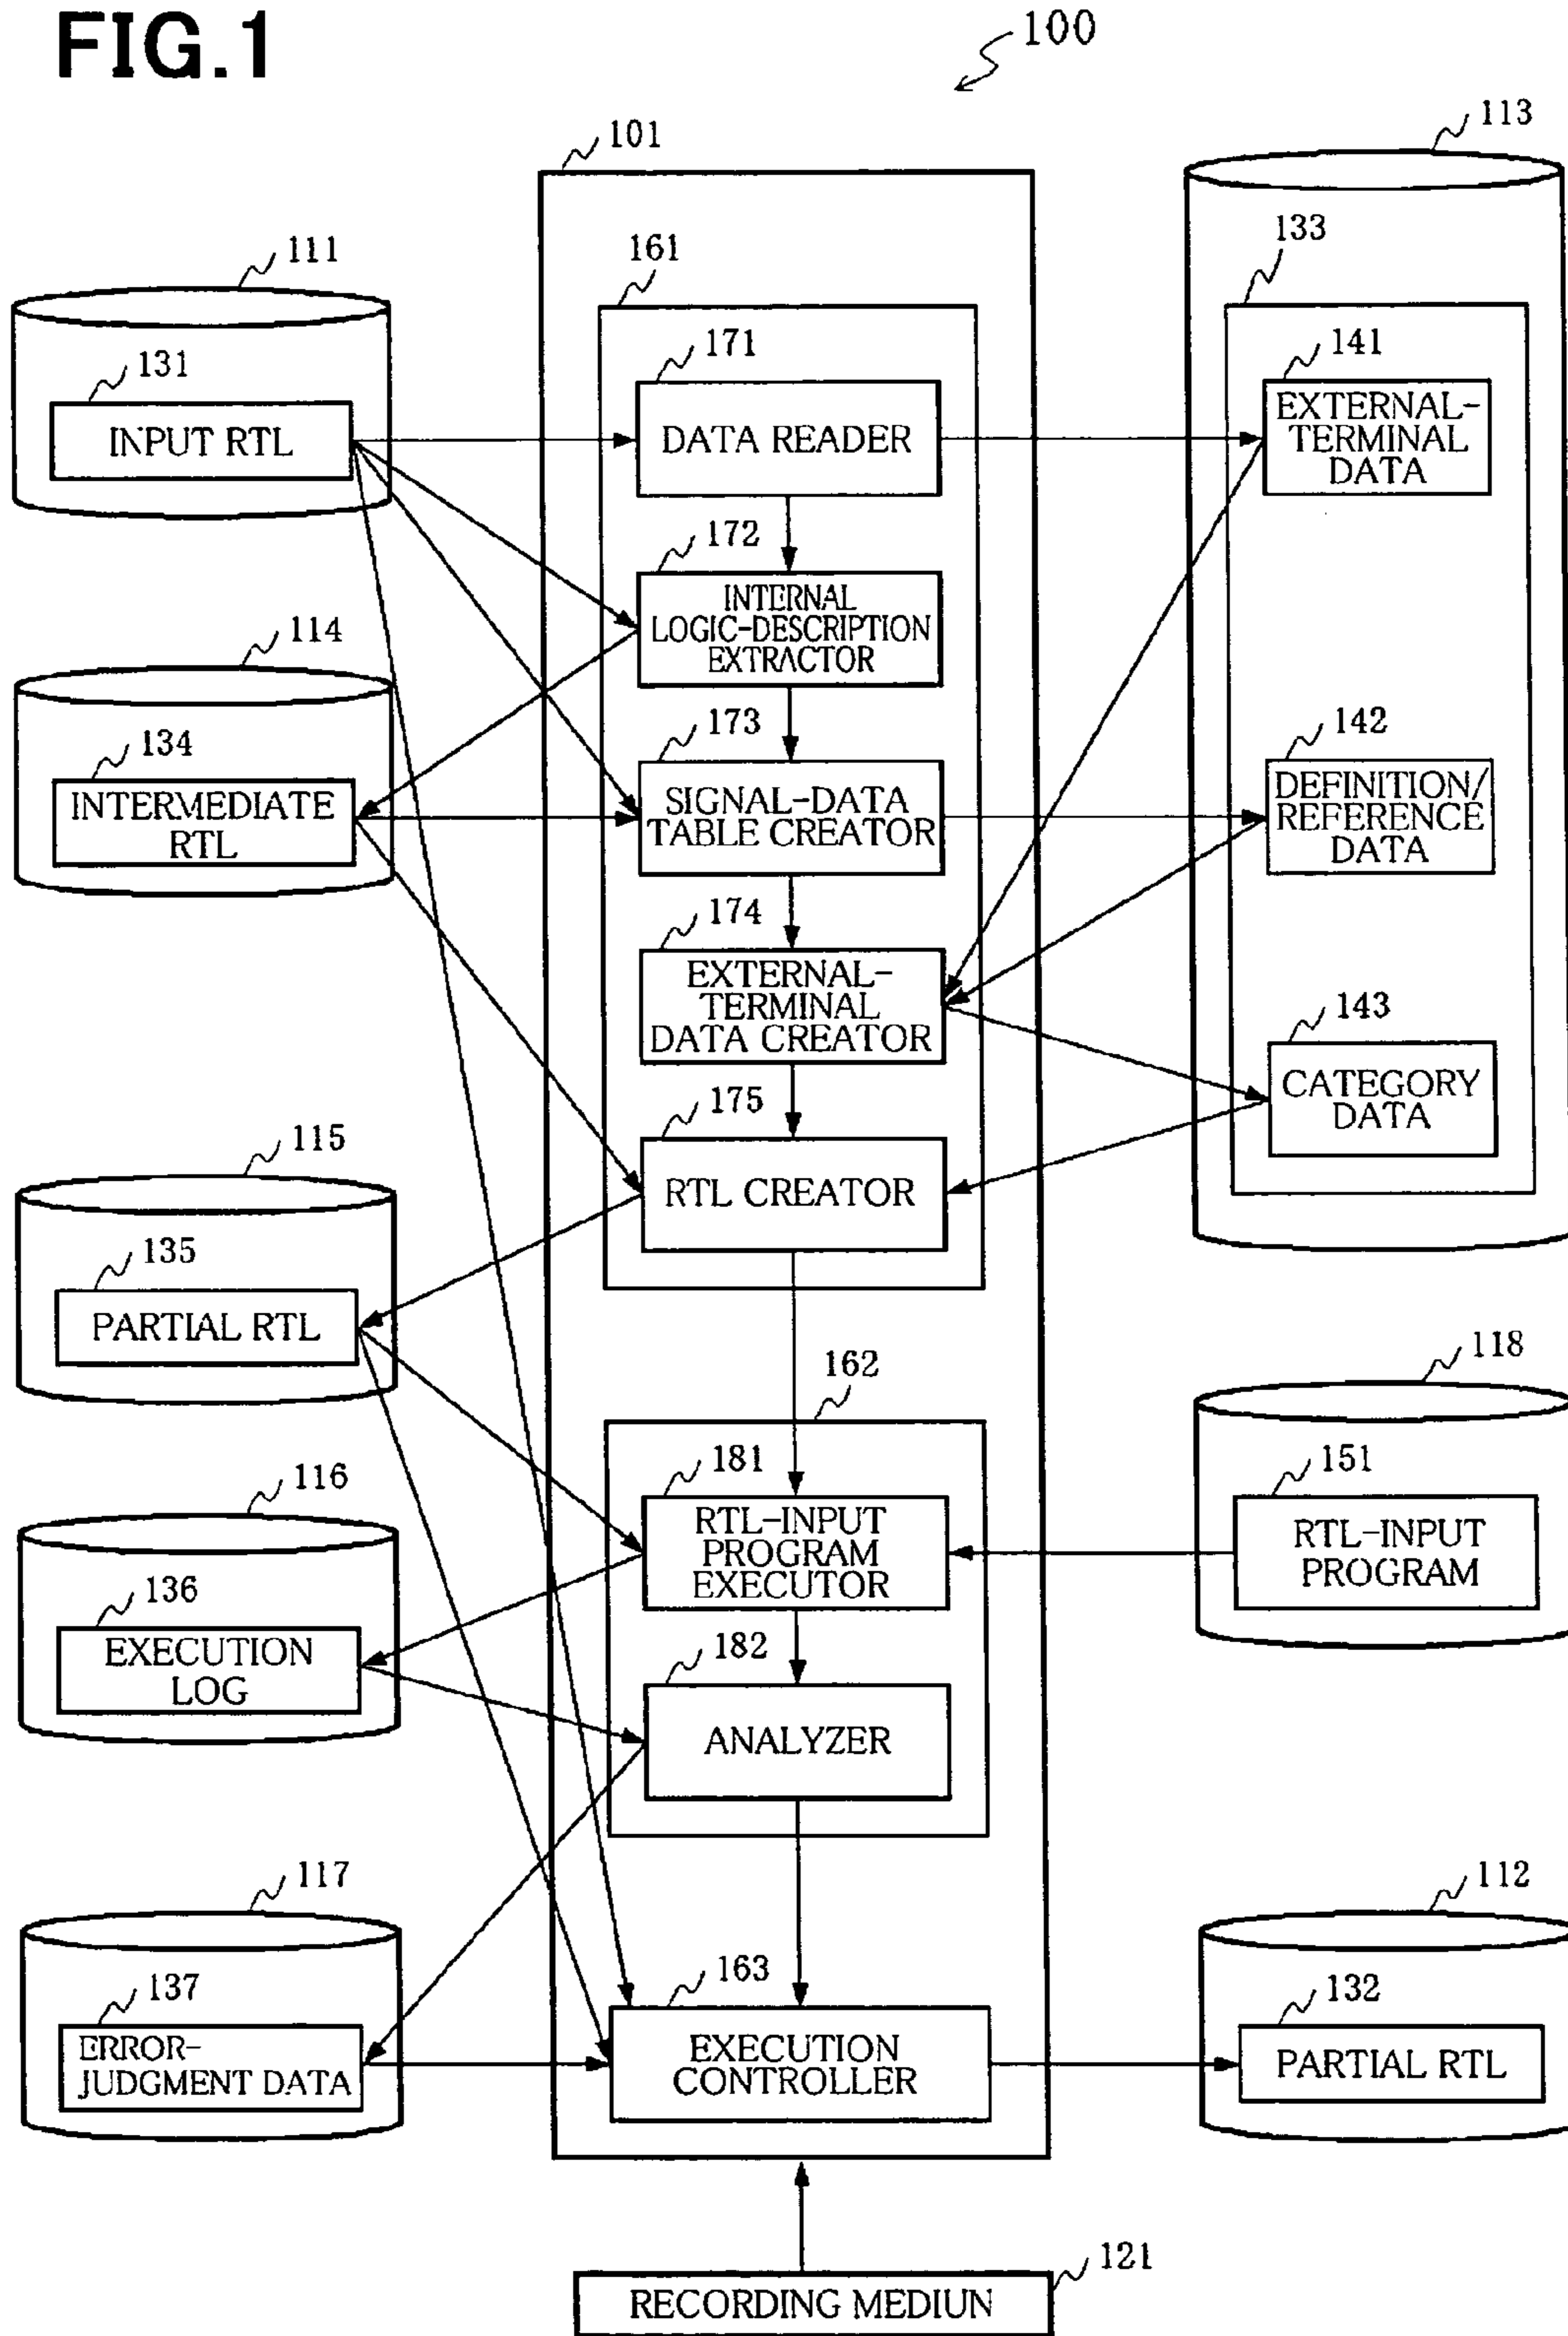 FIG.1
100
101
113
111
161
133
131
171
141
INPUT RTL
DATA READER
EXTERNAL-
TERMINAL
DATA
172
INTERNAL
LOGIC-DESCRIPTION
EXTRACTOR
114
134
173
142
INTERMEDIATE
RTL
SIGNAL-DATA
TABLE CREATOR
DEFINITION/
REFERENCE
DATA
174
EXTERNAL-
TERMINAL
DATA CREATOR
143
CATEGORY
DATA
175
115
RTL CREATOR
135
PARTIAL RTL
162
118
116
181
151
RTL-INPUT
PROGRAM
EXECUTOR
RTL-INPUT
PROGRAM
136
EXECUTION
LOG
182
ANALYZER
117
112
137
163
132
ERROR-
JUDGMENT DATA
EXECUTION
CONTROLLER
PARTIAL RTL
121
RECORDING MEDIUN